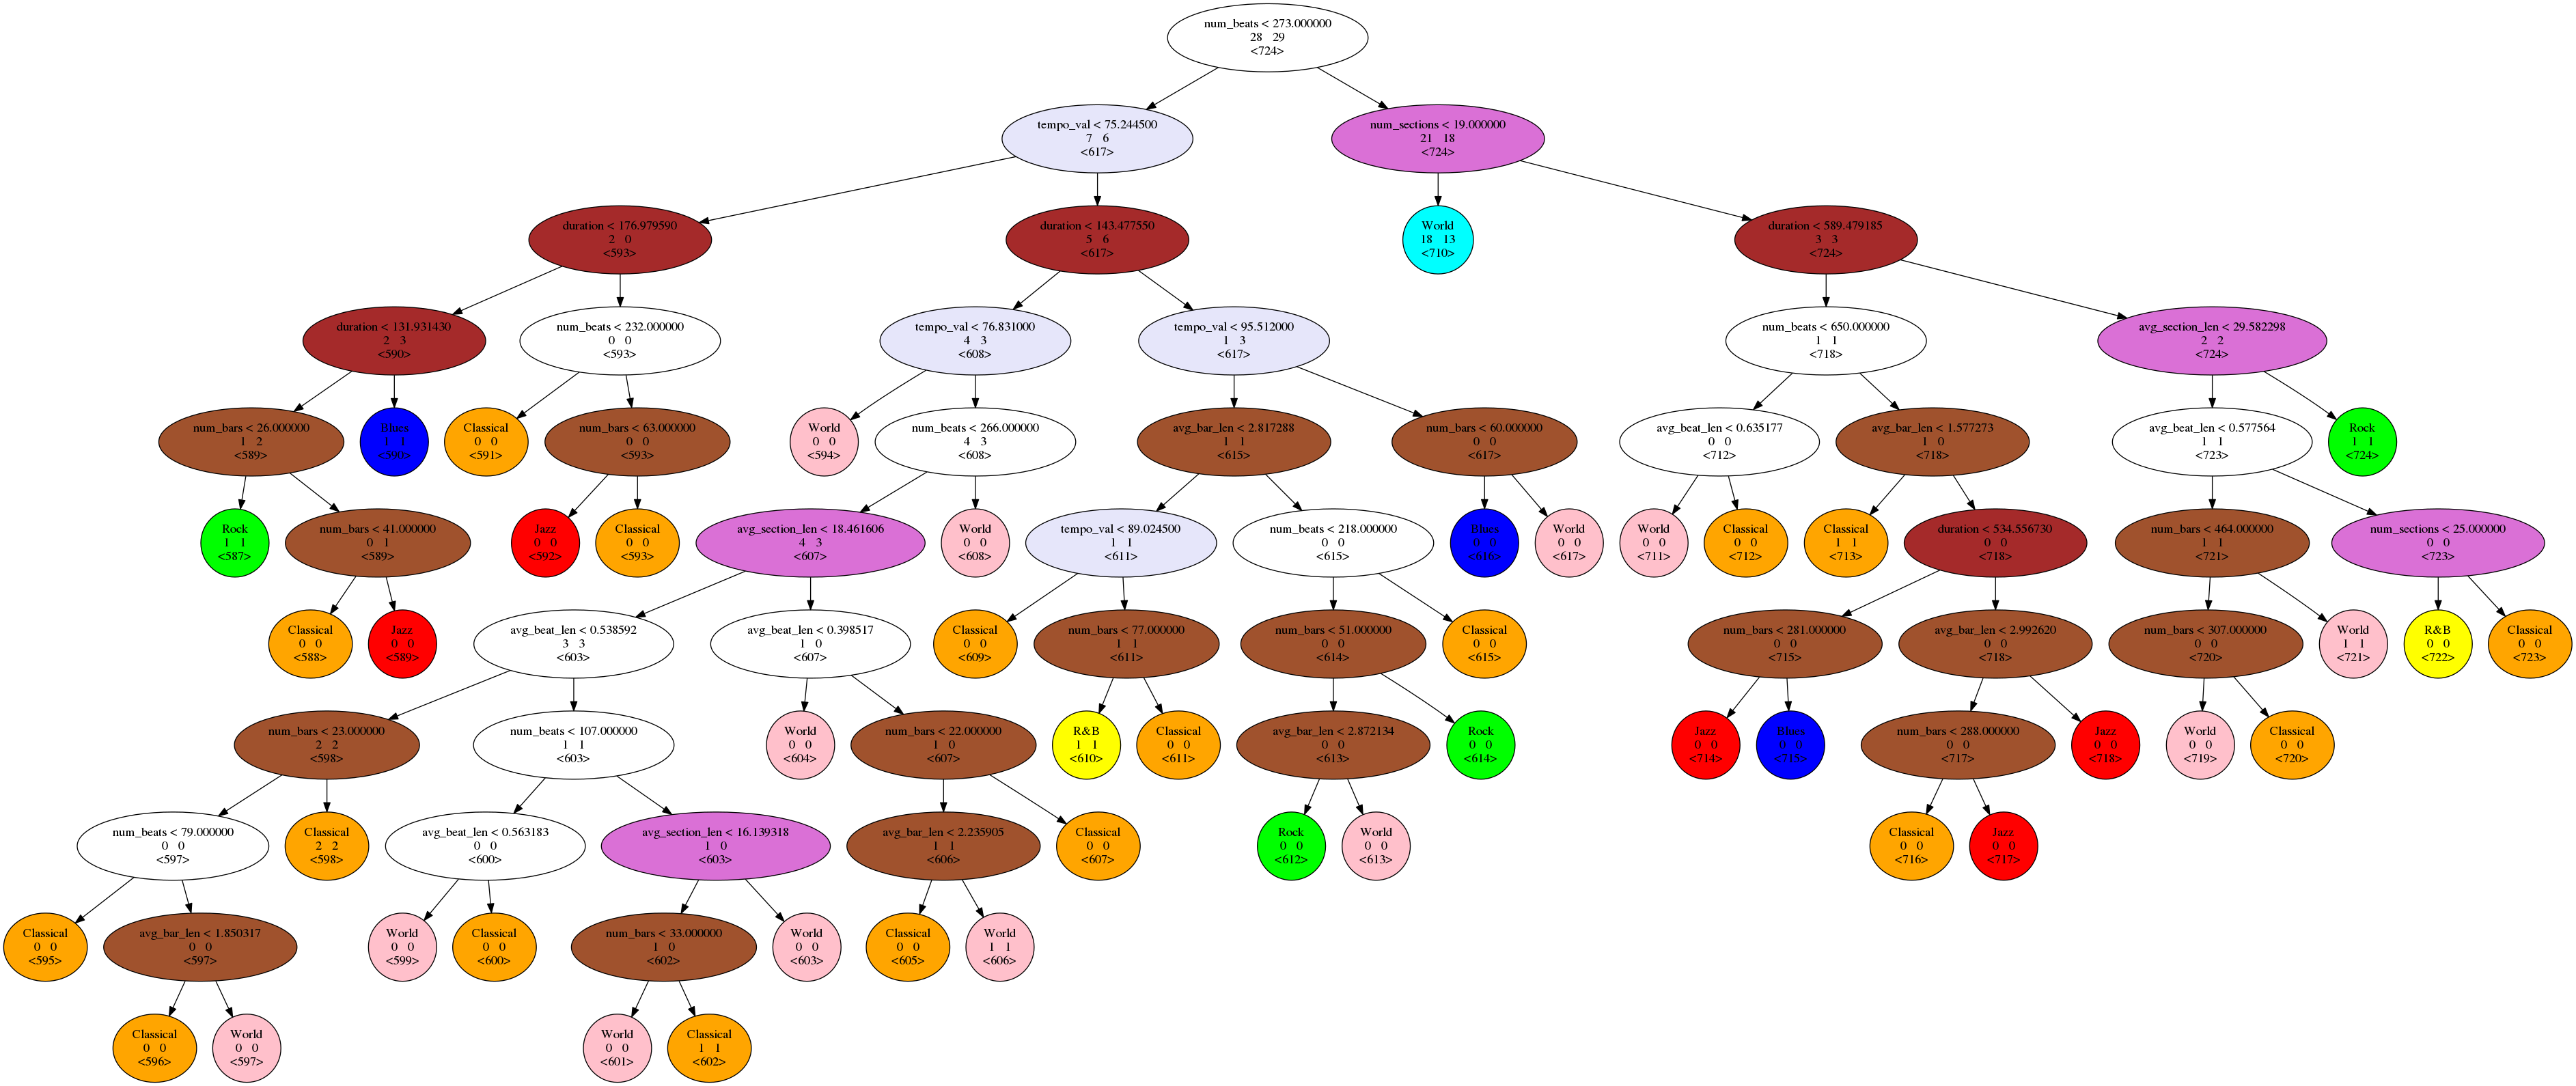 num_beats < 273.000000
28 29
<724>
tempo_val < 75.244500
7 6
<617>
num_sections < 19.000000
21 18
<724>
duration < 176.979590
2 0
<593>
duration < 143.477550
5 6
<617>
World
18 13
<710>
duration < 589.479185
3 3
<724>
duration < 131.931430
2 3
<590>
num_beats < 232.000000
0 0
<593>
tempo_val < 76.831000
4 3
<608>
tempo_val < 95.512000
1 3
<617>
num_beats < 650.000000
1 1
<718>
avg_section_len < 29.582298
2 2
<724>
num_bars < 26.000000
1 2
<589>
Blues
1 1
<590>
Classical
0 0
<591>
num_bars < 63.000000
0 0
<593>
World
0 0
<594>
num_beats < 266.000000
4 3
<608>
avg_bar_len < 2.817288
1 1
<615>
num_bars < 60.000000
0 0
<617>
avg_beat_len < 0.635177
0 0
<712>
avg_bar_len < 1.577273
1 0
<718>
avg_beat_len < 0.577564
1 1
<723>
Rock
1 1
<724>
Rock
1 1
<587>
num_bars < 41.000000
0 1
<589>
Jazz
0 0
<592>
Classical
0 0
<593>
avg_section_len < 18.461606
4 3
<607>
World
0 0
<608>
tempo_val < 89.024500
1 1
<611>
num_beats < 218.000000
0 0
<615>
Blues
0 0
<616>
World
0 0
<617>
World
0 0
<711>
Classical
0 0
<712>
Classical
1 1
<713>
duration < 534.556730
0 0
<718>
num_bars < 464.000000
1 1
<721>
num_sections < 25.000000
0 0
<723>
Classical
0 0
<588>
Jazz
0 0
<589>
avg_beat_len < 0.538592
3 3
<603>
avg_beat_len < 0.398517
1 0
<607>
Classical
0 0
<609>
num_bars < 77.000000
1 1
<611>
num_bars < 51.000000
0 0
<614>
Classical
0 0
<615>
num_bars < 281.000000
0 0
<715>
avg_bar_len < 2.992620
0 0
<718>
num_bars < 307.000000
0 0
<720>
World
1 1
<721>
R&B
0 0
<722>
Classical
0 0
<723>
num_bars < 23.000000
2 2
<598>
num_beats < 107.000000
1 1
<603>
World
0 0
<604>
num_bars < 22.000000
1 0
<607>
R&B
1 1
<610>
Classical
0 0
<611>
avg_bar_len < 2.872134
0 0
<613>
Rock
0 0
<614>
Jazz
0 0
<714>
Blues
0 0
<715>
num_bars < 288.000000
0 0
<717>
Jazz
0 0
<718>
World
0 0
<719>
Classical
0 0
<720>
num_beats < 79.000000
0 0
<597>
Classical
2 2
<598>
avg_beat_len < 0.563183
0 0
<600>
avg_section_len < 16.139318
1 0
<603>
avg_bar_len < 2.235905
1 1
<606>
Classical
0 0
<607>
Rock
0 0
<612>
World
0 0
<613>
Classical
0 0
<716>
Jazz
0 0
<717>
Classical
0 0
<595>
avg_bar_len < 1.850317
0 0
<597>
World
0 0
<599>
Classical
0 0
<600>
num_bars < 33.000000
1 0
<602>
World
0 0
<603>
Classical
0 0
<605>
World
1 1
<606>
Classical
0 0
<596>
World
0 0
<597>
World
0 0
<601>
Classical
1 1
<602>